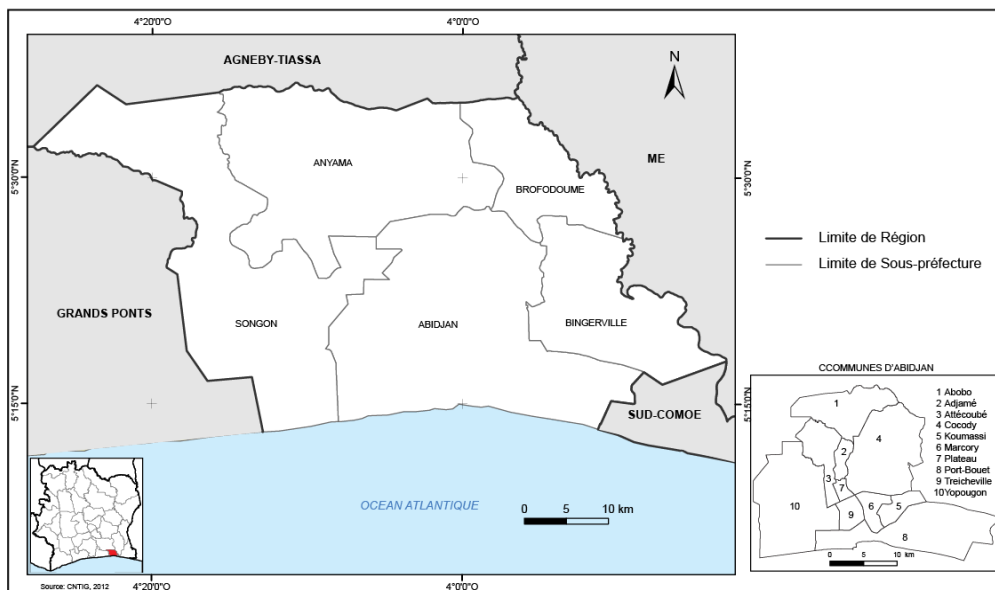 4°20'0"O
4°0'0"O
AGNEBY-TIASSA
N
ME
ANYAMA
5°30'0"N
5°30'0"N
BROFODOUME
Limite de Région
Limite de Sous-préfecture
GRANDS PONTS
SONGON
ABIDJAN
BINGERVILLE
CCOMMUNES D'ABIDJAN
5°15'0"N
5°15'0"N
SUD-COMOE
1 Abobo
2 Adjamé
3 Attécoubé
4 Cocody
5 Koumassi
6 Marcory
7 Plateau
8 Port-Bouet
9 Treicheville
10Yopougon
1
4
2
3
7
10
6
5
9
8
0 5 10 km
OCEAN ATLANTIQUE
0 5 10 km
Source: CNTIG, 2012
4°20'0"O
4°0'0"O